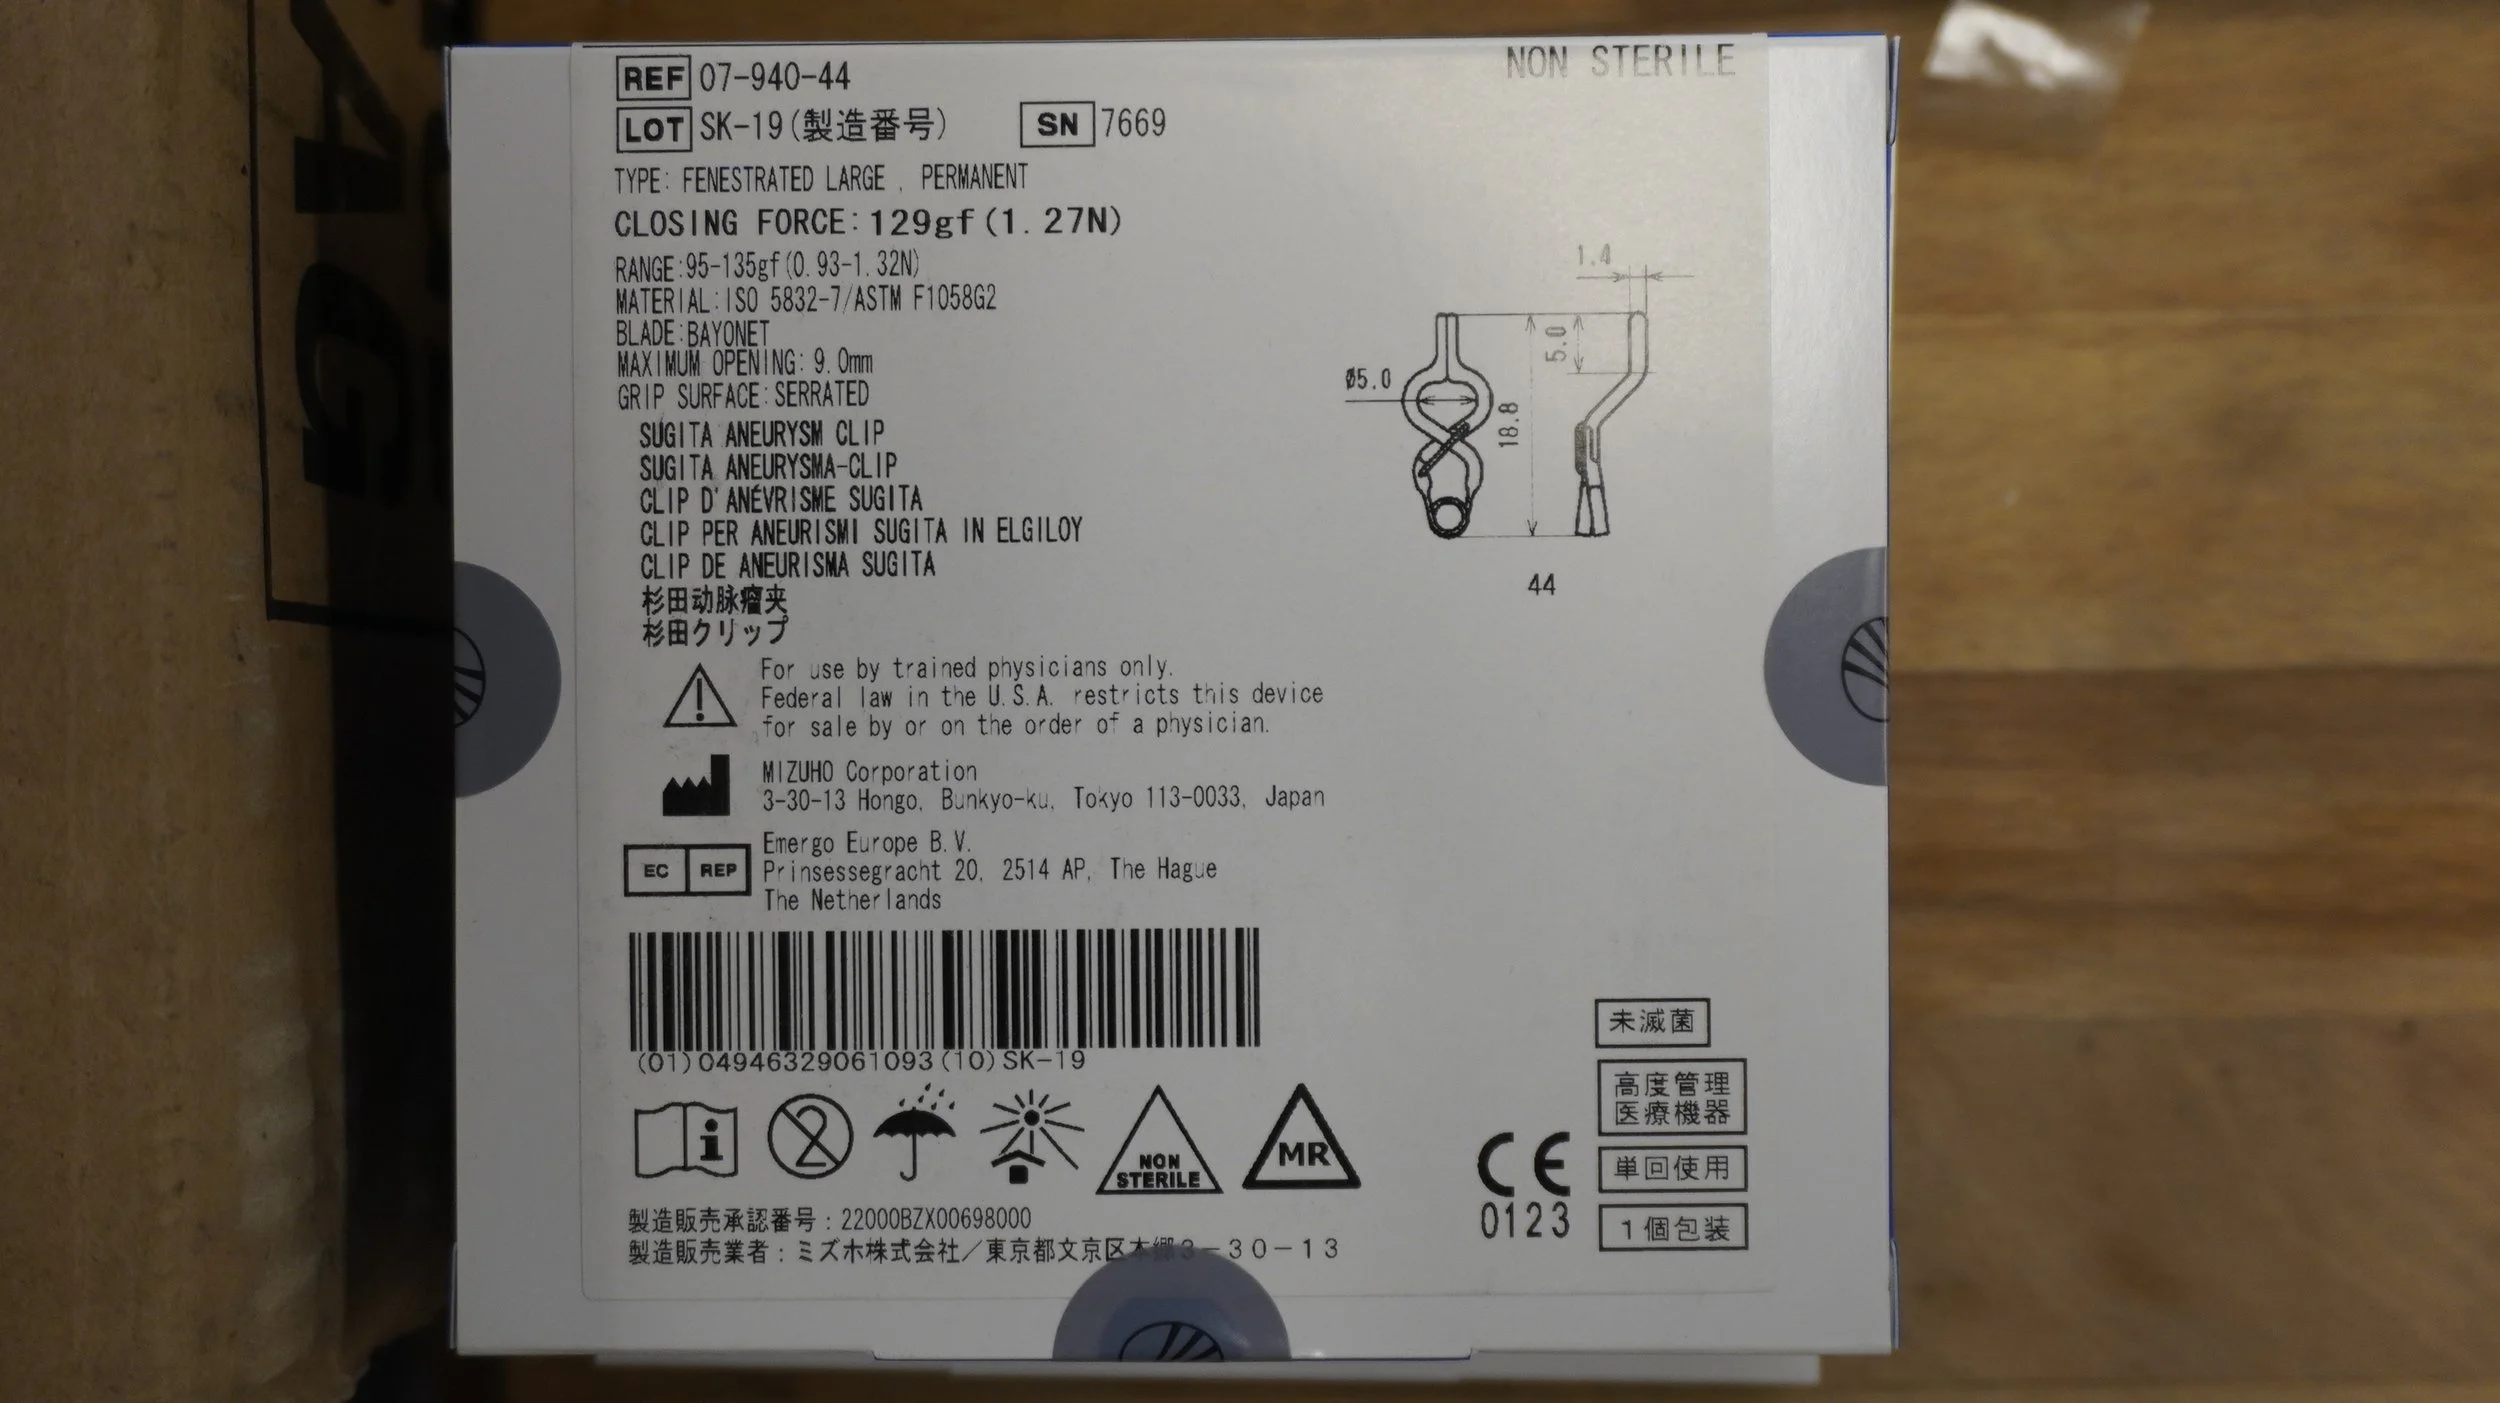 NON STERILE
REF 07-940-44
LOT SK-19(製造番号) SN 7669
TYPE: FENESTRATED LARGE , PERMANENT
CLOSING FORCE: 129gf(1.27N)
RANGE:95-135gf(0.93-1.32N)
MATERIAL:ISO 5832-7/ASTM F1058G2
BLADE:BAYONET
MAXIMUM OPENING: 9.0mm
GRIP SURFACE:SERRATED
SUGITA ANEURYSM CLIP
SUGITA ANEURYSMA-CLIP
CLIP D'ANÉVRISME SUGITA
CLIP PER ANEURISMI SUGITA IN ELGILOY
CLIP DE ANEURISMA SUGITA
杉田动脉瘤夹
杉田クリップ
1.4
5.0
Ø5.0
18.8
44
For use by trained physicians only.
Federal law in the U.S.A. restricts this device
for sale by or on the order of a physician.
MIZUHO Corporation
3-30-13 Hongo, Bunkyo-ku, Tokyo 113-0033, Japan
EC REP
Emergo Europe B.V.
Prinsessegracht 20, 2514 AP, The Hague
The Netherlands
(01)04946329061093(10)SK-19
2
NON
STERILE
MR
CE
0123
未滅菌
高度管理
医療機器
単回使用
1個包装
製造販売承認番号:22000BZX00698000
製造販売業者:ミズホ株式会社/東京都文京区本郷3-30-13